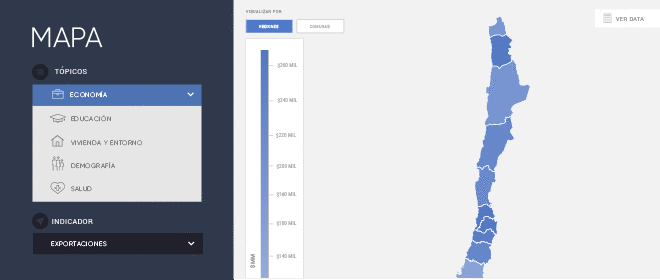 MAPA
TÓPICOS
ECONOMÍA
EDUCACIÓN
VIVIENDA Y ENTORNO
DEMOGRAFÍA
SALUD
INDICADOR
EXPORTACIONES
VISUALIZAR POR
REGIONES
COMUNAS
$260 MIL
$240 MIL
$220 MIL
$200 MIL
$180 MIL
$160 MIL
$140 MIL
$MM
VER DATA